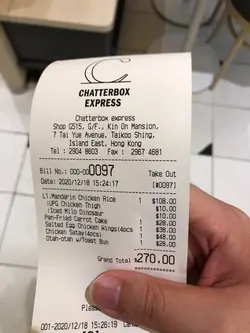 CHATTERBOX
EXPRESS
Chatterbox express
Shop G515, G/F., Kin On Mansion,
7 Tai Yue Avenue, Taikoo Shing,
Island East, Hong Kong
Tel : 2904 8603 Fax : 2967 4681
Bill No.: 000-000097 Take Out
Date: 2020/12/18 15:24:17 [#0097]
L1.Mandarin Chicken Rice 1 $108.00
:UPG Chicken Thigh $10.00
:Iced Milo Dinosaur $10.00
Pan-Fried Carrot Cake 1 $28.00
Salted Egg Chicken Wings(4pcs) 1 $38.00
Chicken Satay(4pcs) 1 $48.00
Otah-otah w/Toast Bun 1 $28.00
Grand Total :$270.00
001-2020/12/18 15:26:19